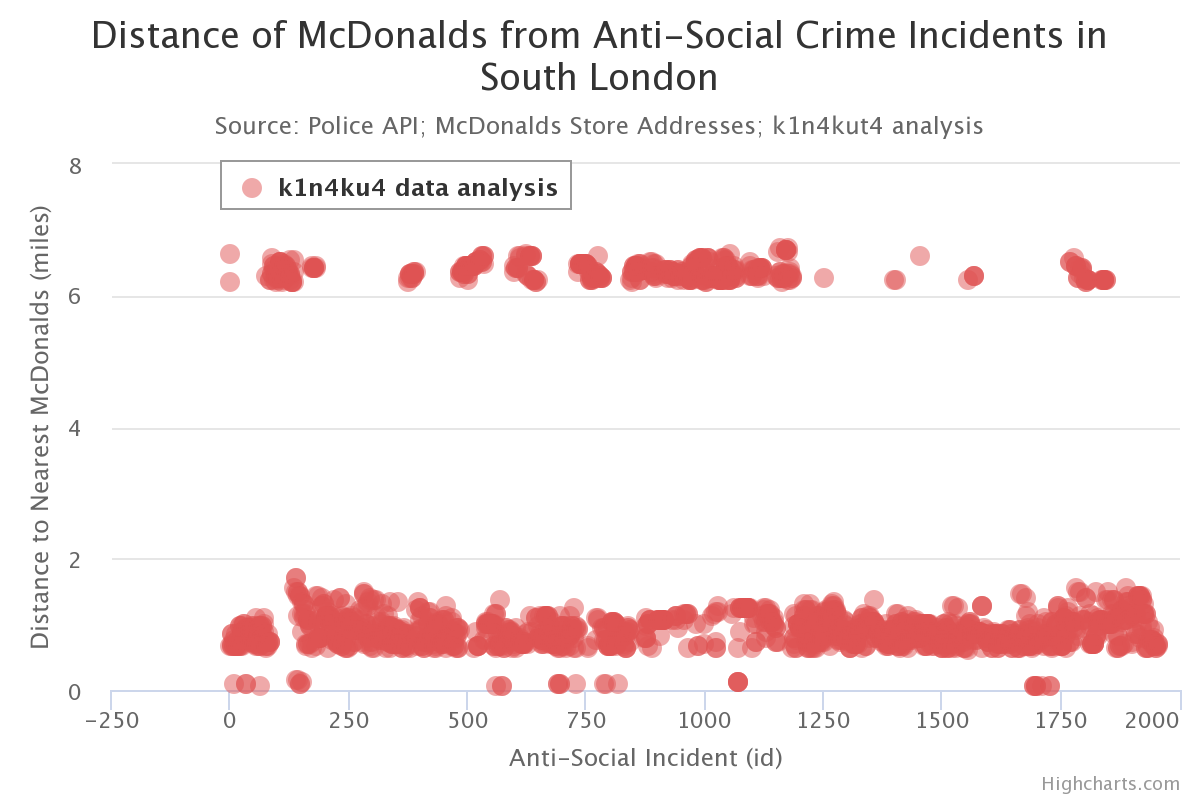 Distance of McDonalds from Anti-Social Crime Incidents in
South London
Source: Police API; McDonalds Store Addresses; k1n4kut4 analysis
k1n4ku4 data analysis
Distance to Nearest McDonalds (miles)
8
6
4
2
0
-250 0 250 500 750 1000 1250 1500 1750 2000
Anti-Social Incident (id)
Highcharts.com